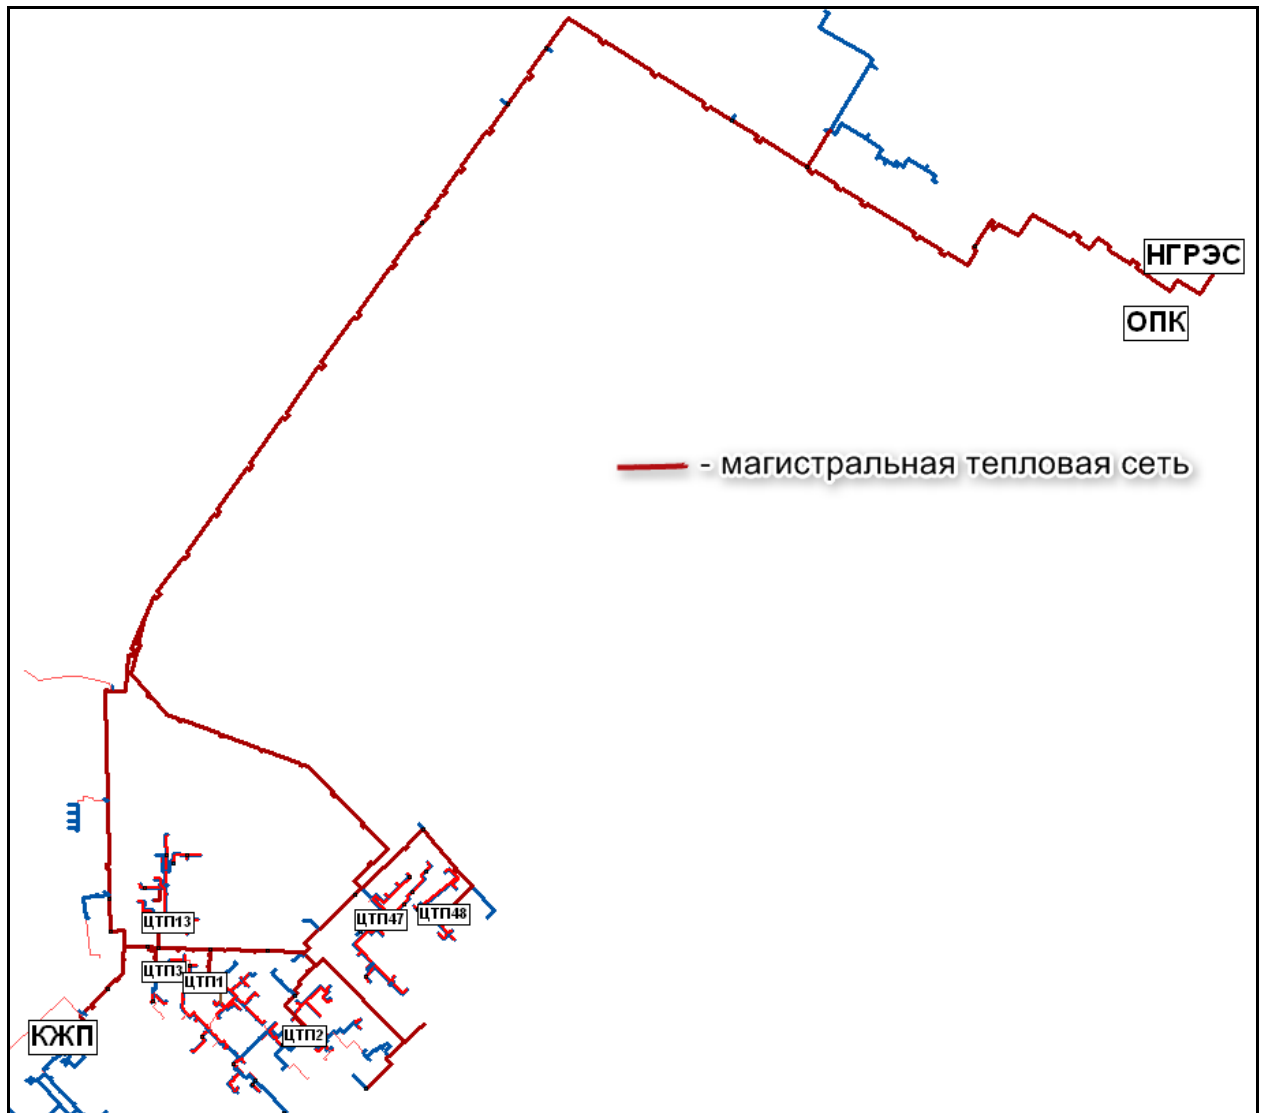 НГРЭС
ОПК
- магистральная тепловая сеть
ЦТП13
ЦТП47
ЦТП48
ЦТП3
ЦТП1
ЦТП2
КЖП